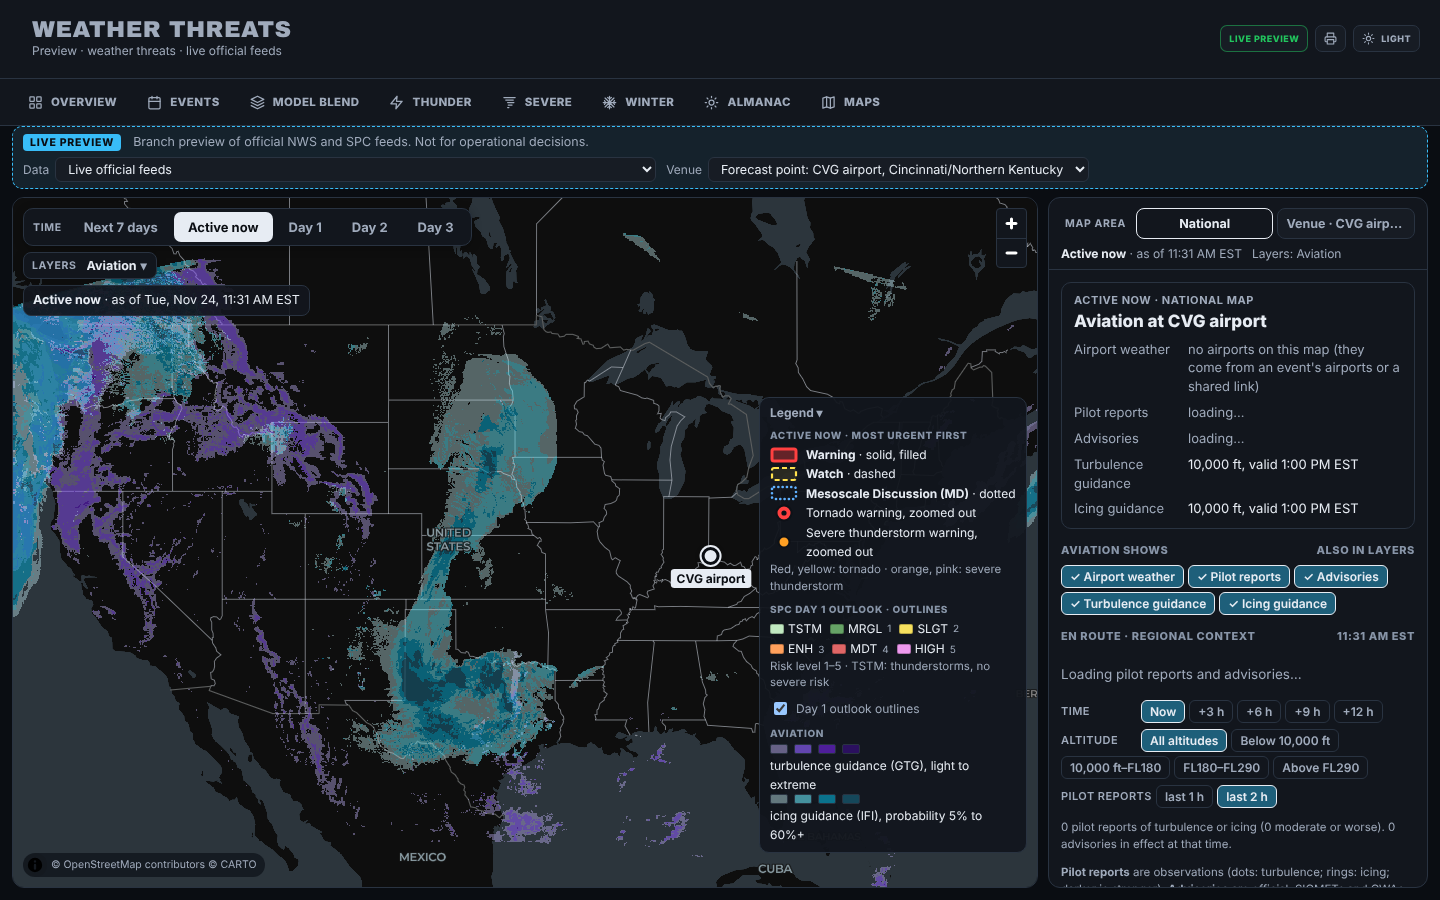 WEATHER THREATS
Preview · weather threats · live official feeds
LIVE PREVIEW
LIGHT
OVERVIEW
EVENTS
MODEL BLEND
THUNDER
SEVERE
WINTER
ALMANAC
MAPS
LIVE PREVIEW Branch preview of official NWS and SPC feeds. Not for operational decisions.
Data Live official feeds Venue Forecast point: CVG airport, Cincinnati/Northern Kentucky
TIME Next 7 days Active now Day 1 Day 2 Day 3
LAYERS Aviation ▾
Active now · as of Tue, Nov 24, 11:31 AM EST
+
−
UNITED
STATES
CVG airport
MEXICO
CUBA
© OpenStreetMap contributors © CARTO
Legend ▾
ACTIVE NOW · MOST URGENT FIRST
Warning · solid, filled
Watch · dashed
Mesoscale Discussion (MD) · dotted
Tornado warning, zoomed out
Severe thunderstorm warning,
zoomed out
Red, yellow: tornado · orange, pink: severe
thunderstorm
SPC DAY 1 OUTLOOK · OUTLINES
TSTM MRGL 1 SLGT 2
ENH 3 MDT 4 HIGH 5
Risk level 1–5 · TSTM: thunderstorms, no
severe risk
Day 1 outlook outlines
AVIATION
turbulence guidance (GTG), light to
extreme
icing guidance (IFI), probability 5% to
60%+
MAP AREA National Venue · CVG airp...
Active now · as of 11:31 AM EST Layers: Aviation
ACTIVE NOW · NATIONAL MAP
Aviation at CVG airport
Airport weather no airports on this map (they
come from an event's airports or a
shared link)
Pilot reports loading...
Advisories loading...
Turbulence 10,000 ft, valid 1:00 PM EST
guidance
Icing guidance 10,000 ft, valid 1:00 PM EST
AVIATION SHOWS ALSO IN LAYERS
✓ Airport weather ✓ Pilot reports ✓ Advisories
✓ Turbulence guidance ✓ Icing guidance
EN ROUTE · REGIONAL CONTEXT 11:31 AM EST
Loading pilot reports and advisories...
TIME Now +3 h +6 h +9 h +12 h
ALTITUDE All altitudes Below 10,000 ft
10,000 ft–FL180 FL180–FL290 Above FL290
PILOT REPORTS last 1 h last 2 h
0 pilot reports of turbulence or icing (0 moderate or worse). 0
advisories in effect at that time.
Pilot reports are observations (dots: turbulence; rings: icing;